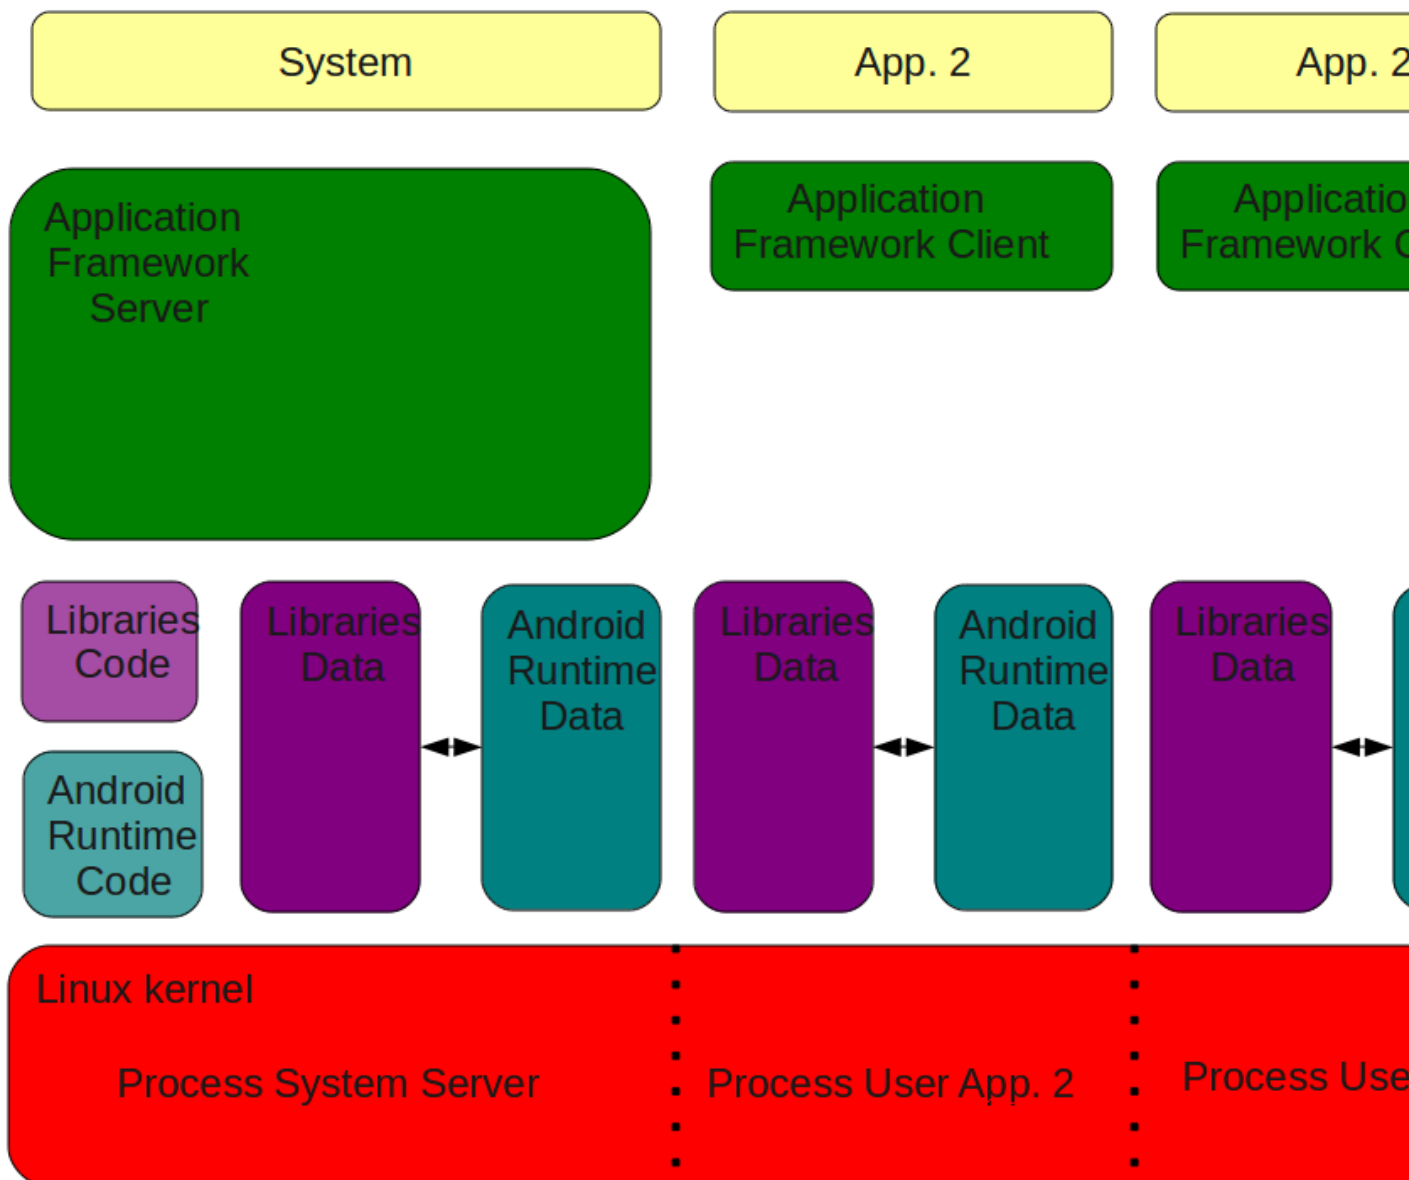 System
App. 2
App. 2
Application
Framework
Server
Application
Framework Client
Framework
Libraries
Code
Libraries
Data
Android
Runtime
Data
Libraries
Data
Android
Runtime
Data
Libraries
Data
Android
Runtime
Code
Linux kernel
Process System Server
Process User App. 2
Process